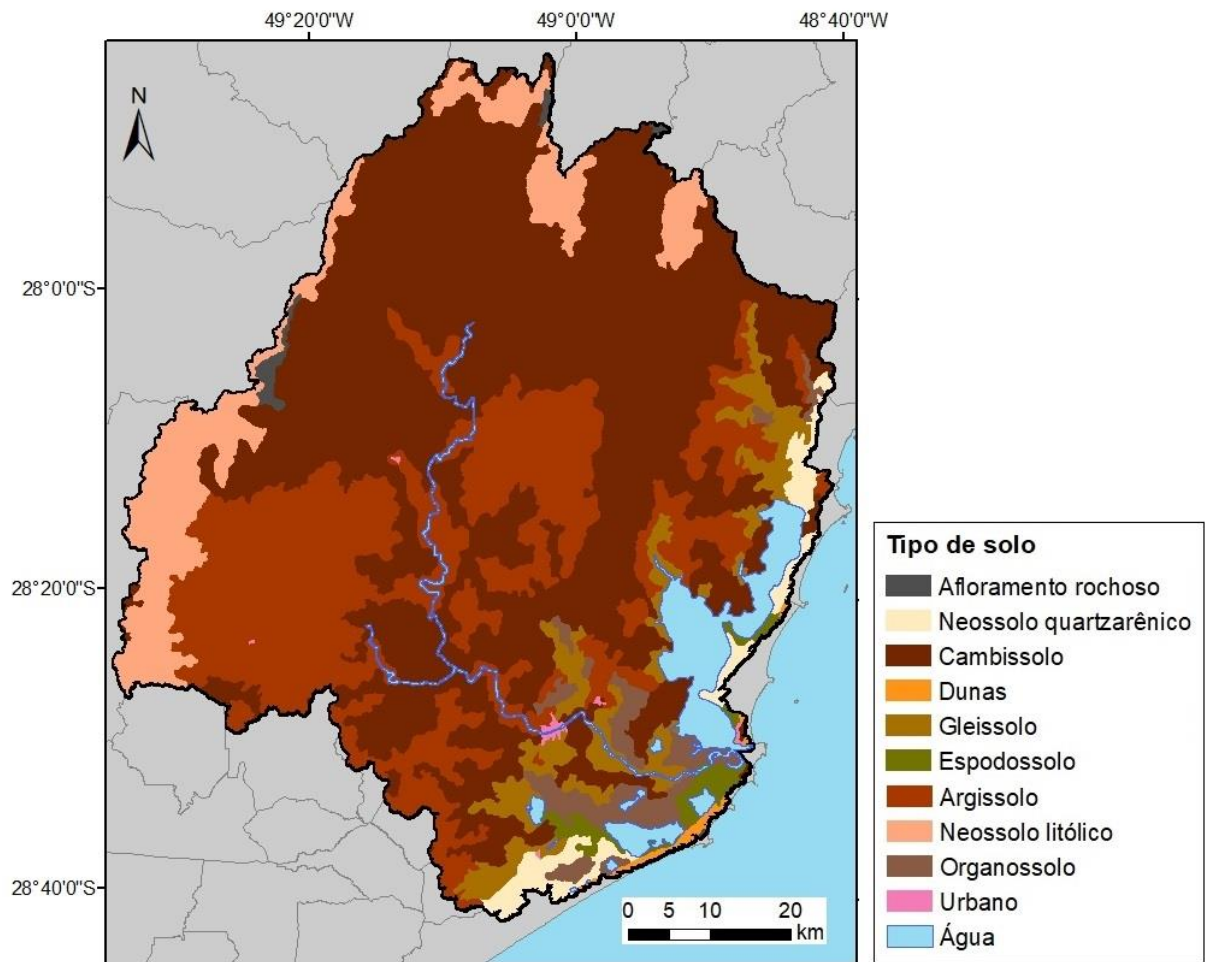 49°20'0"W
49°0'0"W
48°40'0"W
N
28°0'0"S
28°20'0"S
28°40'0"S
0 5 10 20
km
Tipo de solo
Afloramento rochoso
Neossolo quartzarênico
Cambissolo
Dunas
Gleissolo
Espodossolo
Argissolo
Neossolo litólico
Organossolo
Urbano
Água